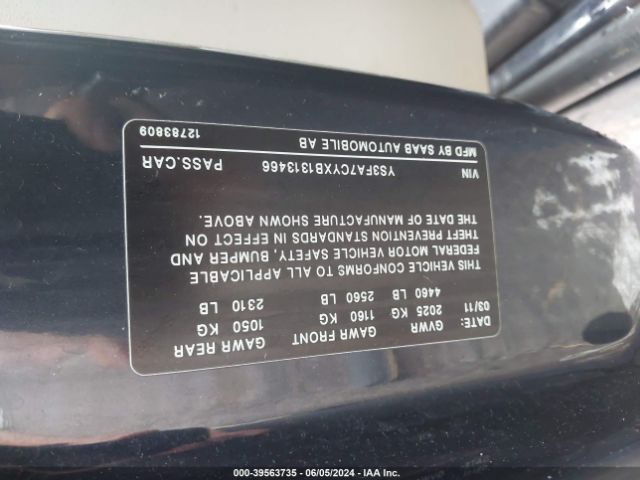 DATE: GVWR GAWR FRONT GAWR REAR
03/11 2025 KG 1160 KG 1050 KG
4460 LB 2560 LB 2310 LB
THIS VEHICLE CONFORMS TO ALL APPLICABLE
FEDERAL MOTOR VEHICLE SAFETY, BUMPER AND
THEFT PREVENTION STANDARDS IN EFFECT ON
THE DATE OF MANUFACTURE SHOWN ABOVE.
VIN YS3FA7CYXB1313466 PASS.CAR
MFD BY SAAB AUTOMOBILE AB 12783809
000-39563735 - 06/05/2024 - IAA Inc.